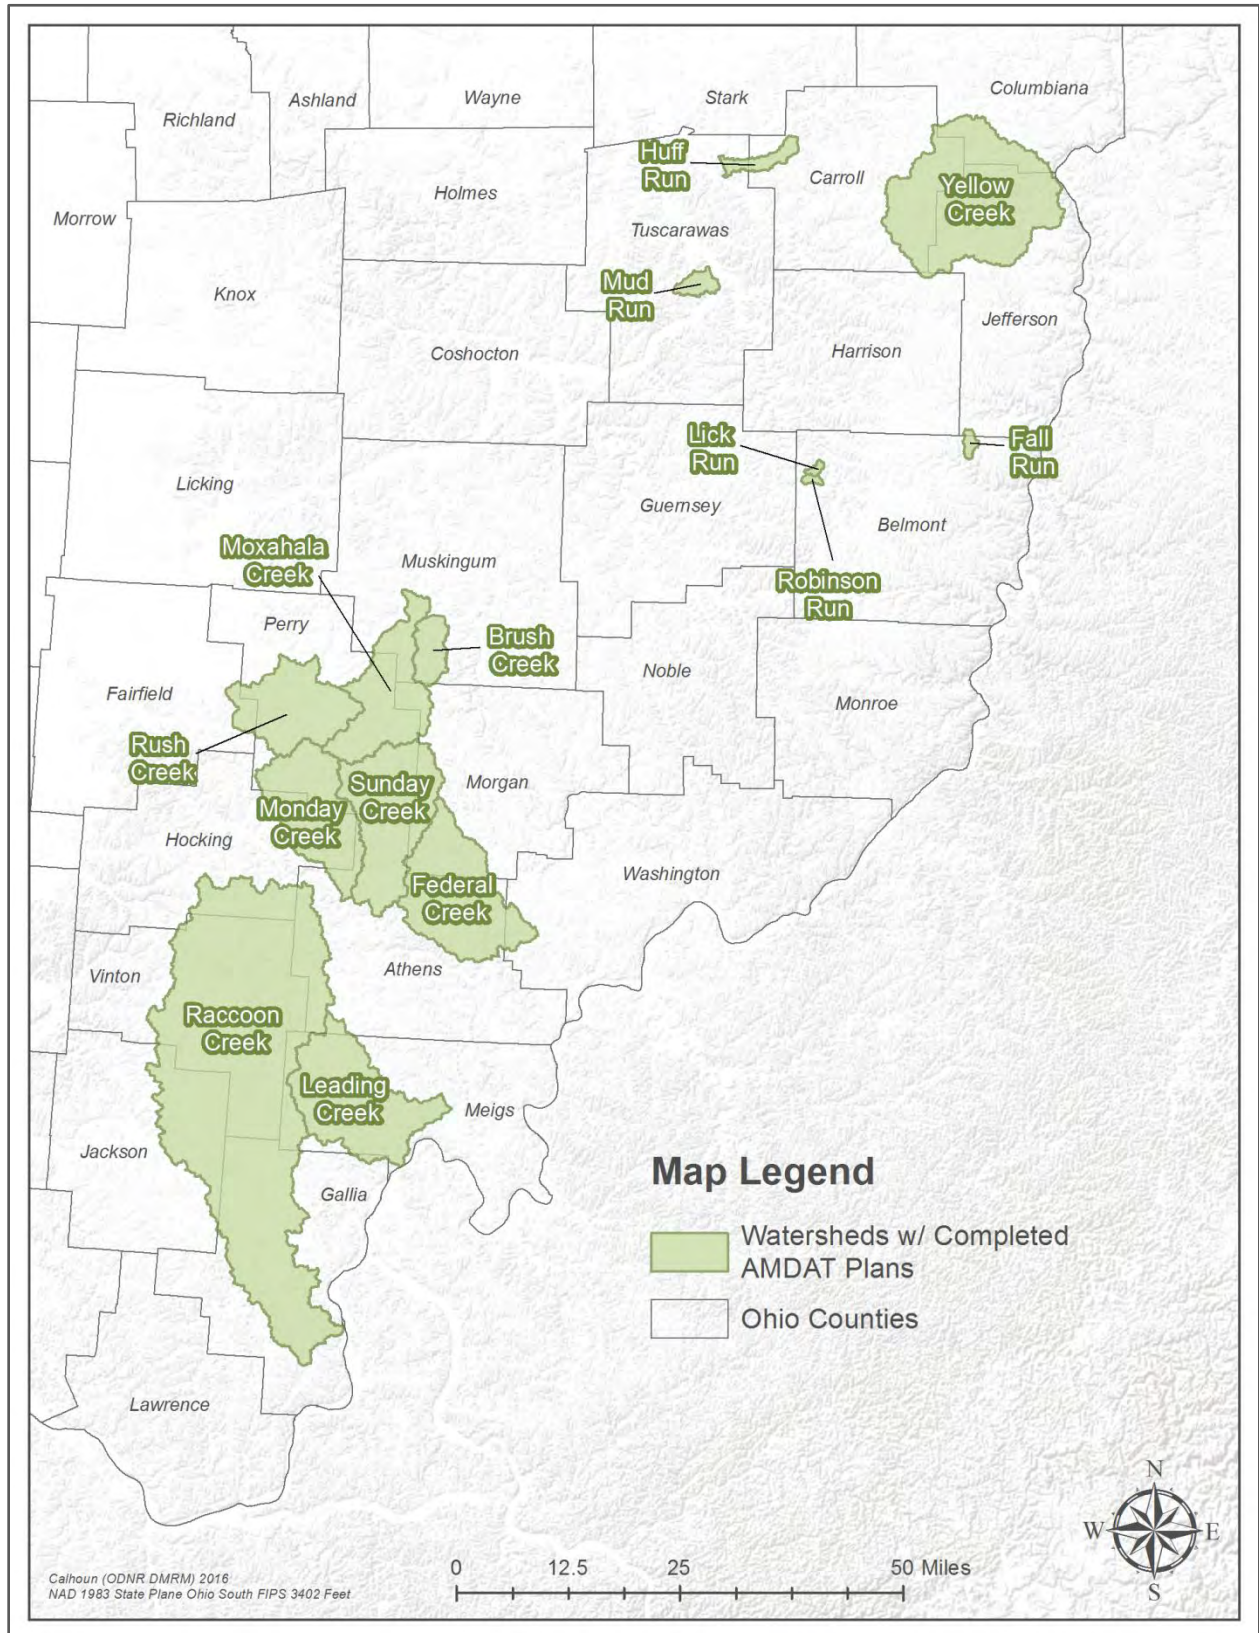 Columbiana
Ashland
Wayne
Stark
Richland
Huff
Run
Carroll
Yellow
Creek
Holmes
Morrow
Tuscarawas
Knox
Mud
Run
Jefferson
Coshocton
Harrison
Lick
Run
Fall
Run
Licking
Guernsey
Belmont
Moxahala
Creek
Muskingum
Robinson
Run
Perry
Brush
Creek
Noble
Fairfield
Monroe
Rush
Creek
Sunday
Creek
Morgan
Monday
Creek
Hocking
Washington
Federal
Creek
Athens
Vinton
Raccoon
Creek
Leading
Creek
Meigs
Jackson
Gallia
Map Legend
Watersheds w/ Completed
AMDAT Plans
Ohio Counties
Lawrence
N
W E
S
0 12.5 25 50 Miles
Calhoun (ODNR DMRM) 2016
NAD 1983 State Plane Ohio South FIPS 3402 Feet